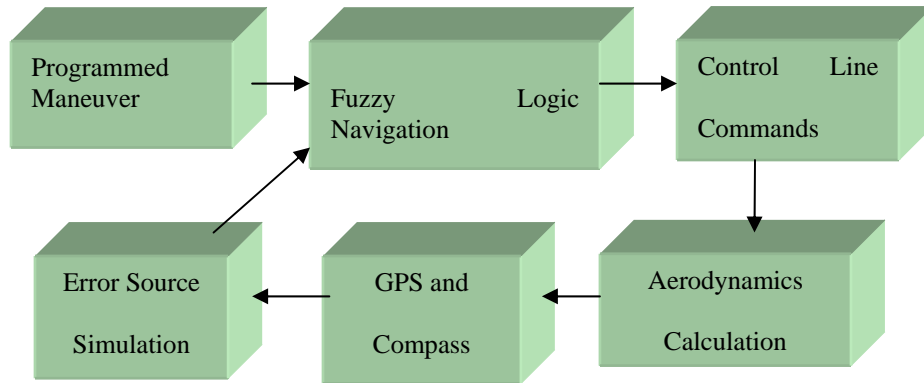 Programmed
Maneuver
Fuzzy Logic
Navigation
Control Line
Commands
Error Source
Simulation
GPS and
Compass
Aerodynamics
Calculation